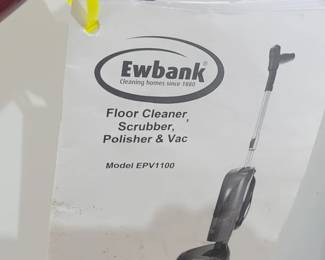 Ewbank®
Cleaning homes since 1880
Floor Cleaner,
Scrubber,
Polisher & Vac
Model EPV1100